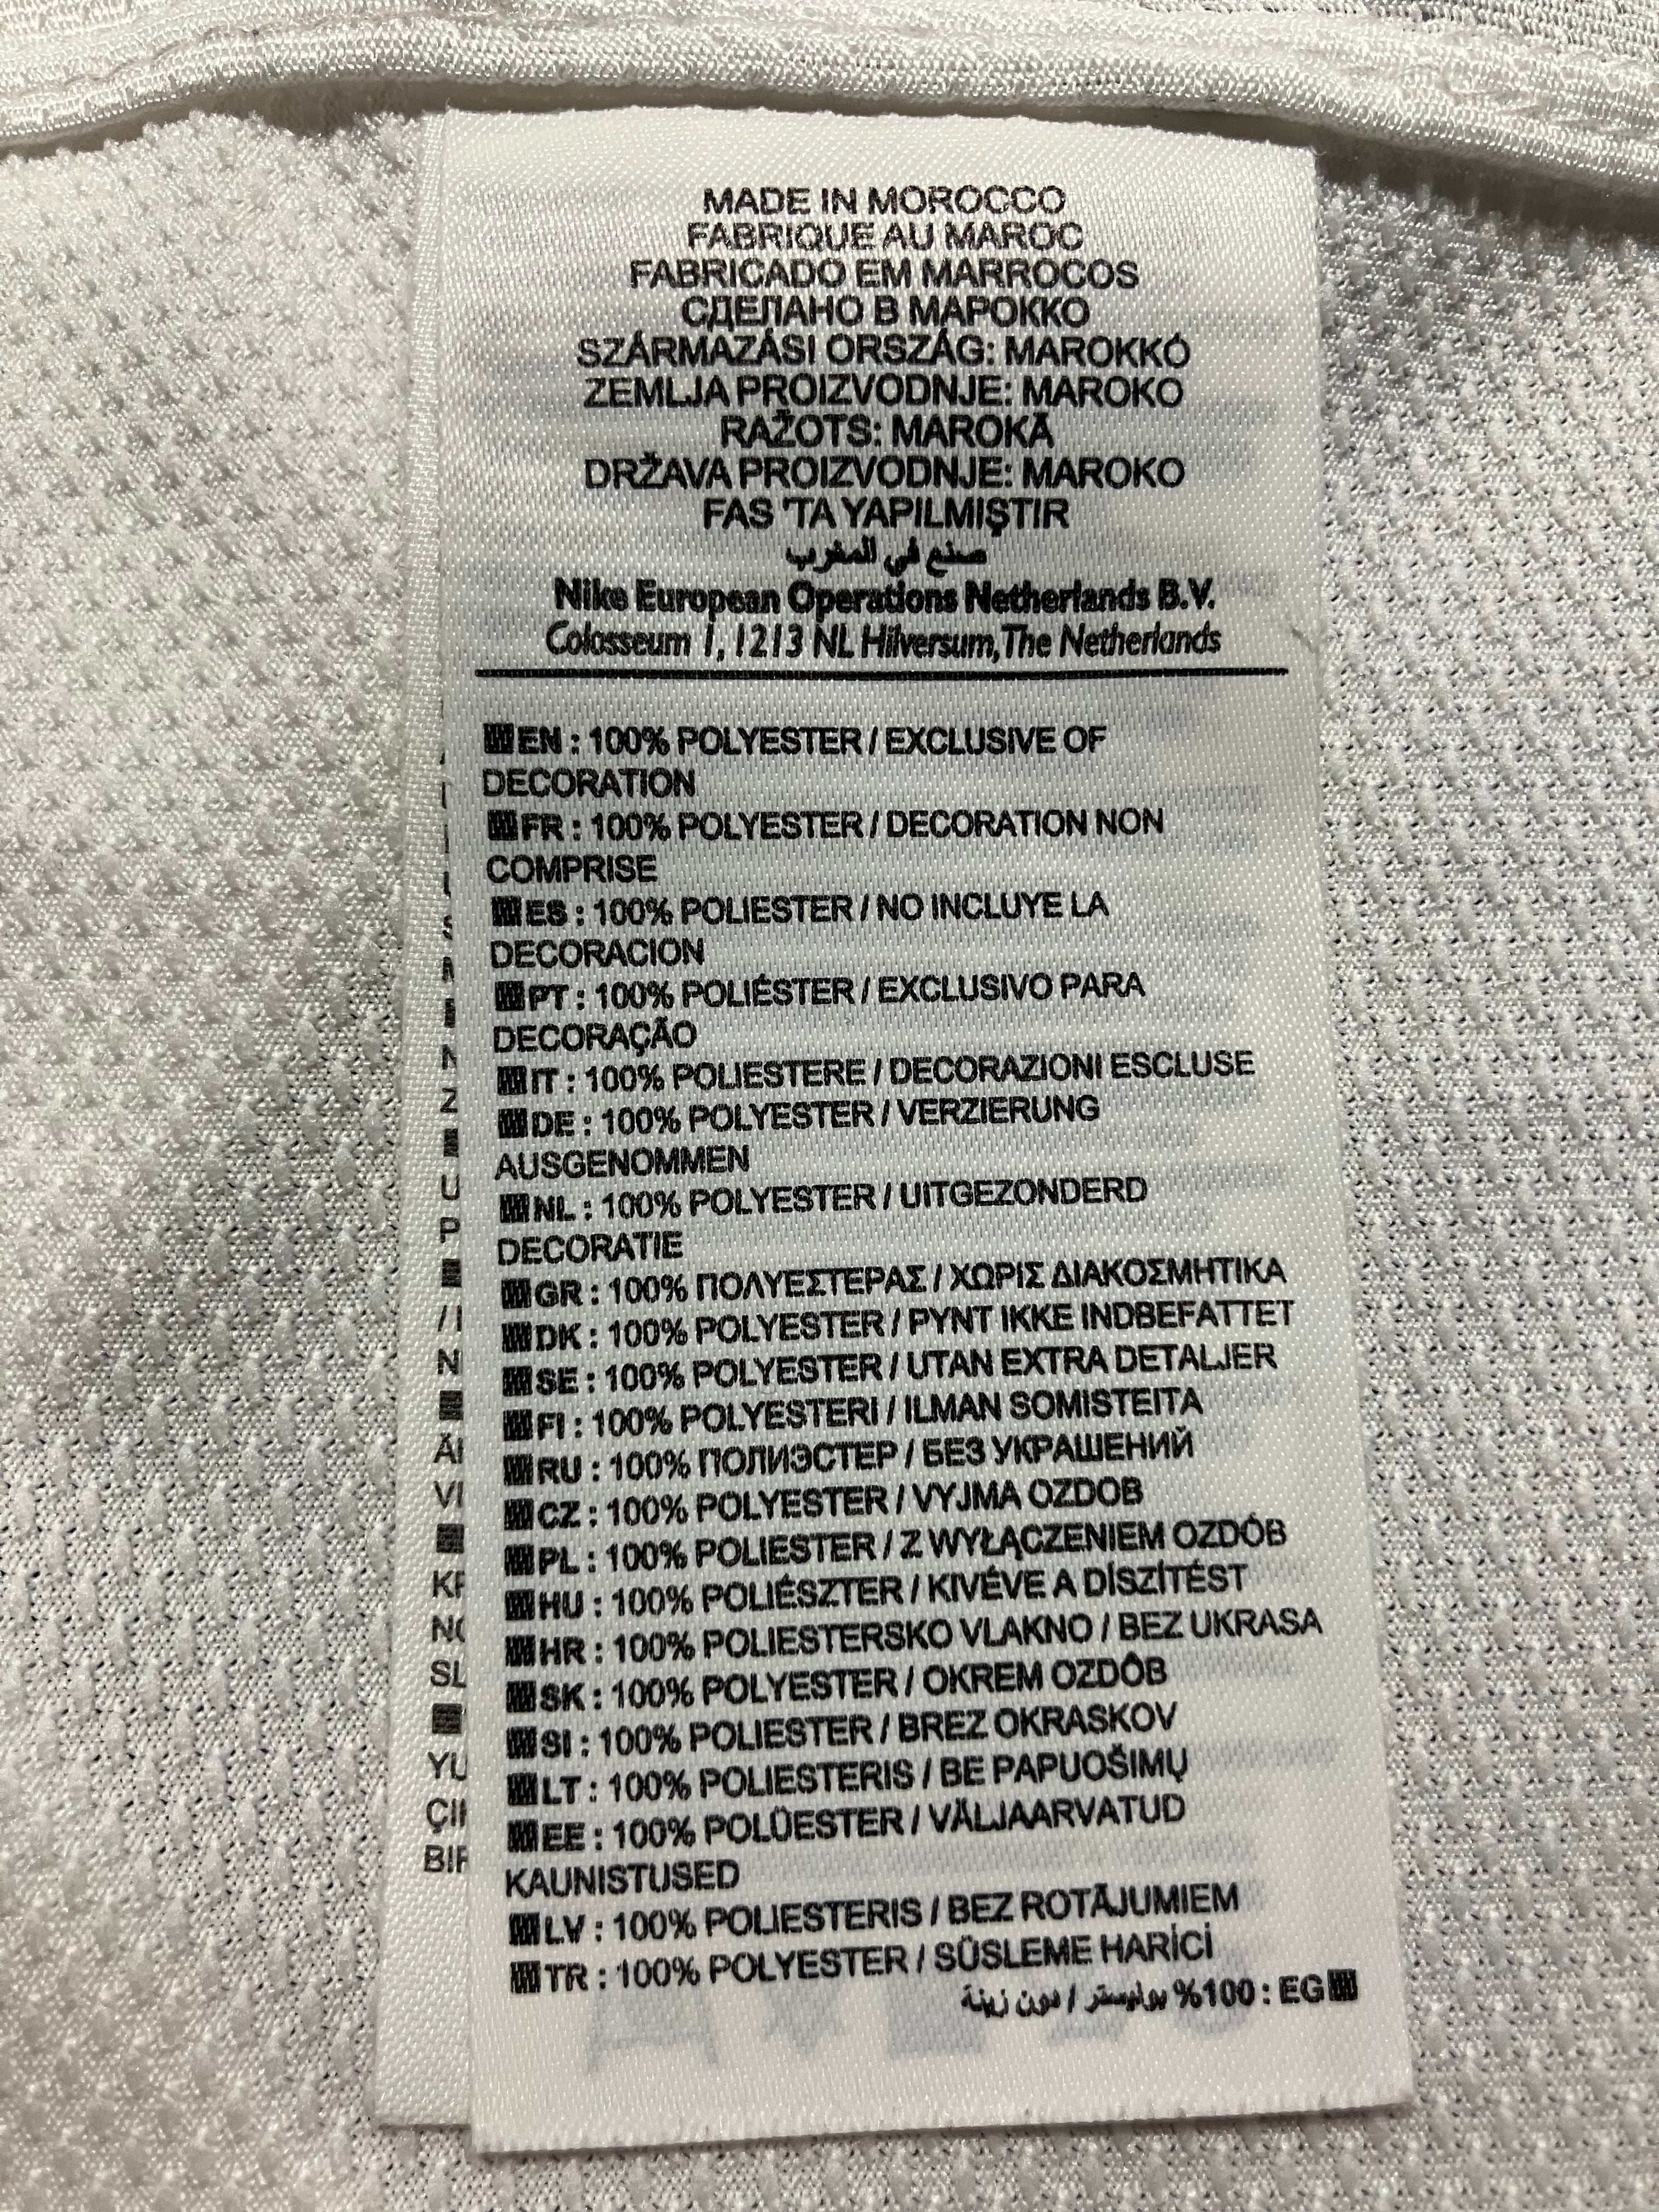 MADE IN MOROCCO
FABRIQUE AU MAROC
FABRICADO EM MARROCOS
СДЕЛАНО В МАРОККО
SZÁRMAZÁSI ORSZÁG: MAROKKÓ
ZEMLJA PROIZVODNJE: MAROKO
RAŽOTS: MAROKĀ
DRŽAVA PROIZVODNJE: MAROKO
FAS 'TA YAPILMIŞTIR
صنع في المغرب
Nike European Operations Netherlands B.V.
Colosseum 1, 1213 NL Hilversum,The Netherlands
EN : 100% POLYESTER / EXCLUSIVE OF
DECORATION
FR : 100% POLYESTER / DECORATION NON
COMPRISE
ES : 100% POLIESTER / NO INCLUYE LA
DECORACION
PT : 100% POLIÉSTER / EXCLUSIVO PARA
DECORAÇÃO
IT : 100% POLIESTERE / DECORAZIONI ESCLUSE
DE : 100% POLYESTER / VERZIERUNG
AUSGENOMMEN
NL : 100% POLYESTER / UITGEZONDERD
DECORATIE
GR : 100% ΠΟΛΥΕΣΤΕΡΑΣ / ΧΩΡΙΣ ΔΙΑΚΟΣΜΗΤΙΚΑ
DK : 100% POLYESTER / PYNT IKKE INDBEFATTET
SE : 100% POLYESTER / UTAN EXTRA DETALJER
FI : 100% POLYESTERI / ILMAN SOMISTEITA
RU : 100% ПОЛИЭСТЕР / БЕЗ УКРАШЕНИЙ
CZ : 100% POLYESTER / VYJMA OZDOB
PL : 100% POLIESTER / Z WYŁĄCZENIEM OZDÓB
HU : 100% POLIÉSZTER / KIVÉVE A DÍSZÍTÉST
HR : 100% POLIESTERSKO VLAKNO / BEZ UKRASA
SK : 100% POLYESTER / OKREM OZDÔB
SI : 100% POLIESTER / BREZ OKRASKOV
LT : 100% POLIESTERIS / BE PAPUOŠIMŲ
EE : 100% POLÜESTER / VÄLJAARVATUD
KAUNISTUSED
LV : 100% POLIESTERIS / BEZ ROTĀJUMIEM
TR : 100% POLYESTER / SÜSLEME HARİCİ
EG : 100% بوليستر / دون زينة